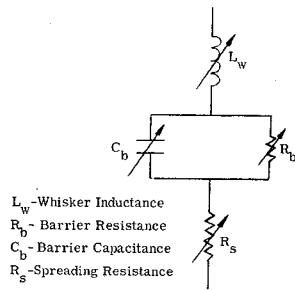 L_w
C_b
R_b
L_w-Whisker Inductance
R_b- Barrier Resistance
C_b- Barrier Capacitance
R_s
R_s-Spreading Resistance